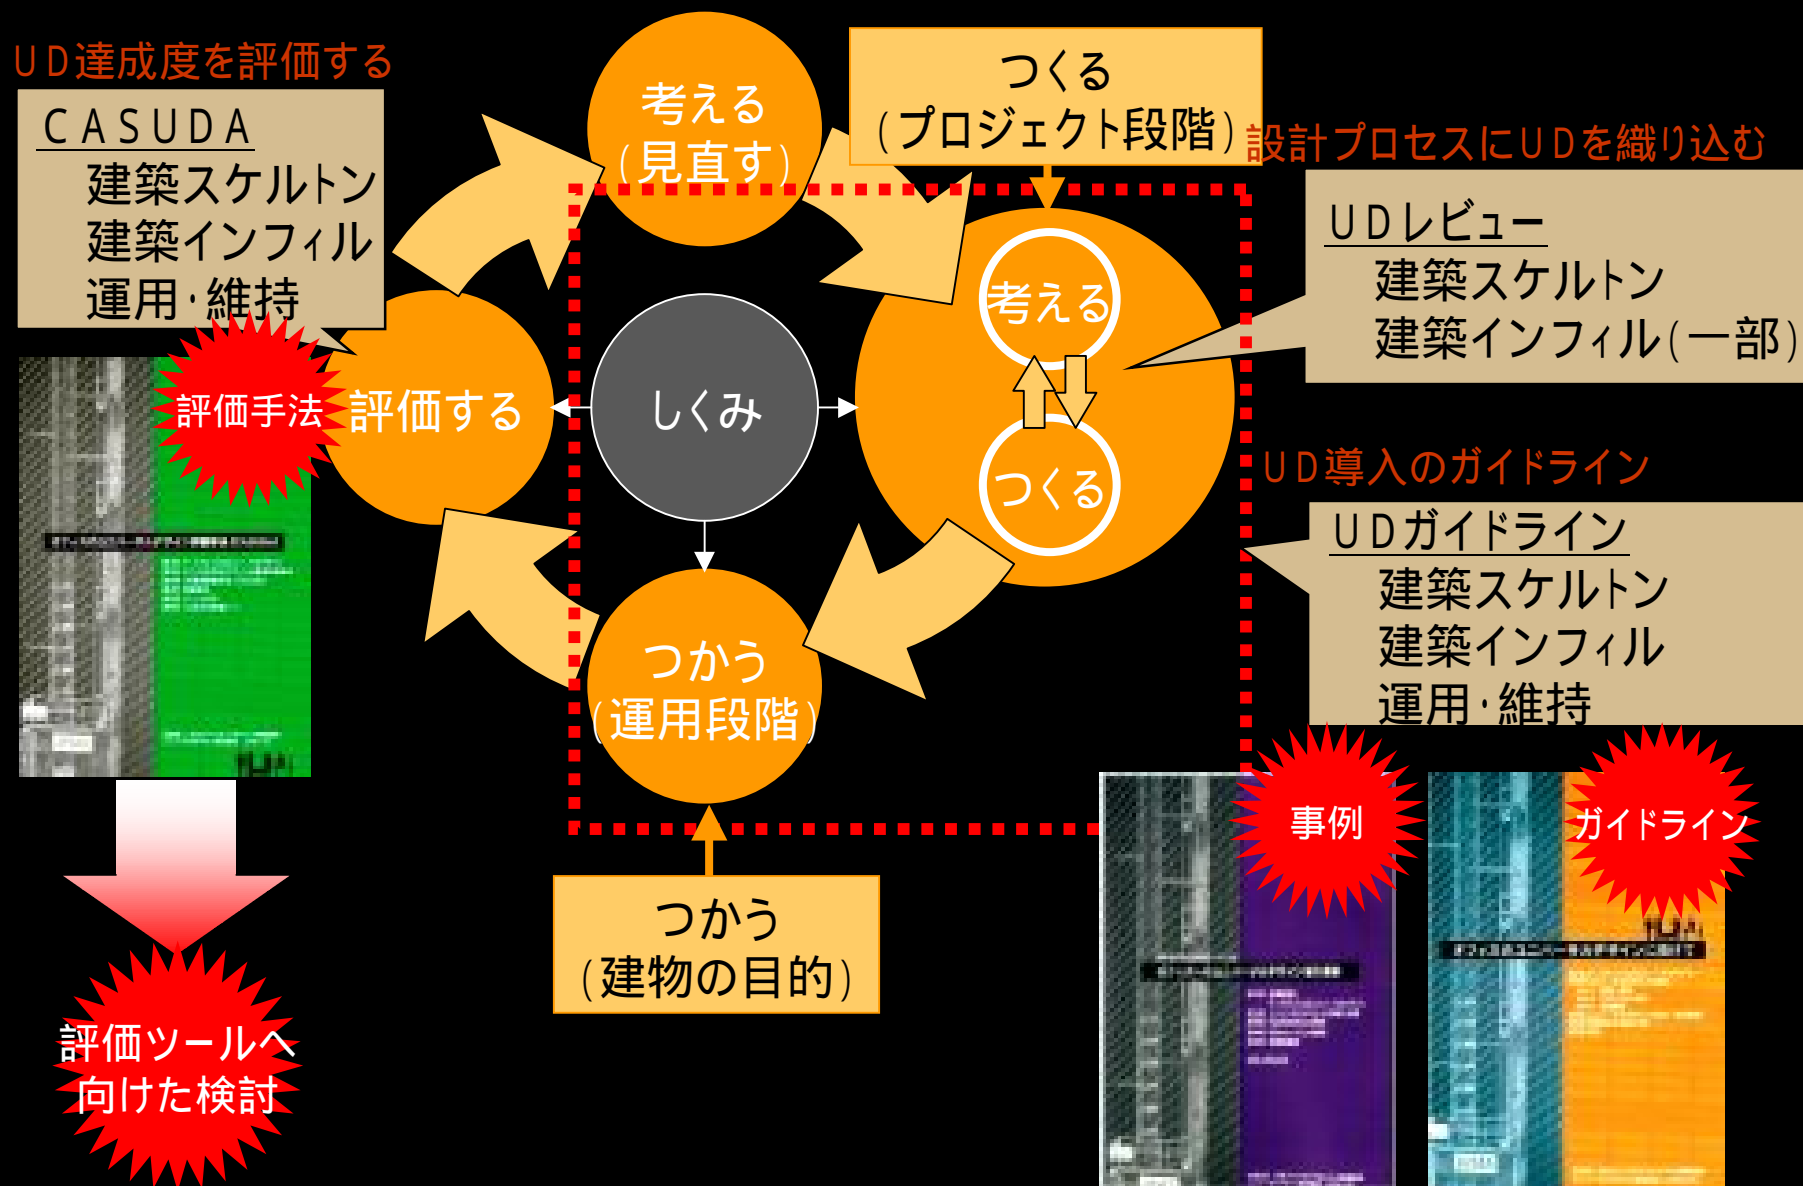 UD達成度を評価する
CASUDA
建築スケルトン
建築インフィル
運用・維持
評価手法
評価する
考える
(見直す)
つくる
(プロジェクト段階)
設計プロセスにUDを織り込む
UDレビュー
建築スケルトン
建築インフィル(一部)
考える
つくる
しくみ
UD導入のガイドライン
UDガイドライン
建築スケルトン
建築インフィル
運用・維持
つかう
(運用段階)
つかう
(建物の目的)
事例
ガイドライン
評価ツールへ
向けた検討